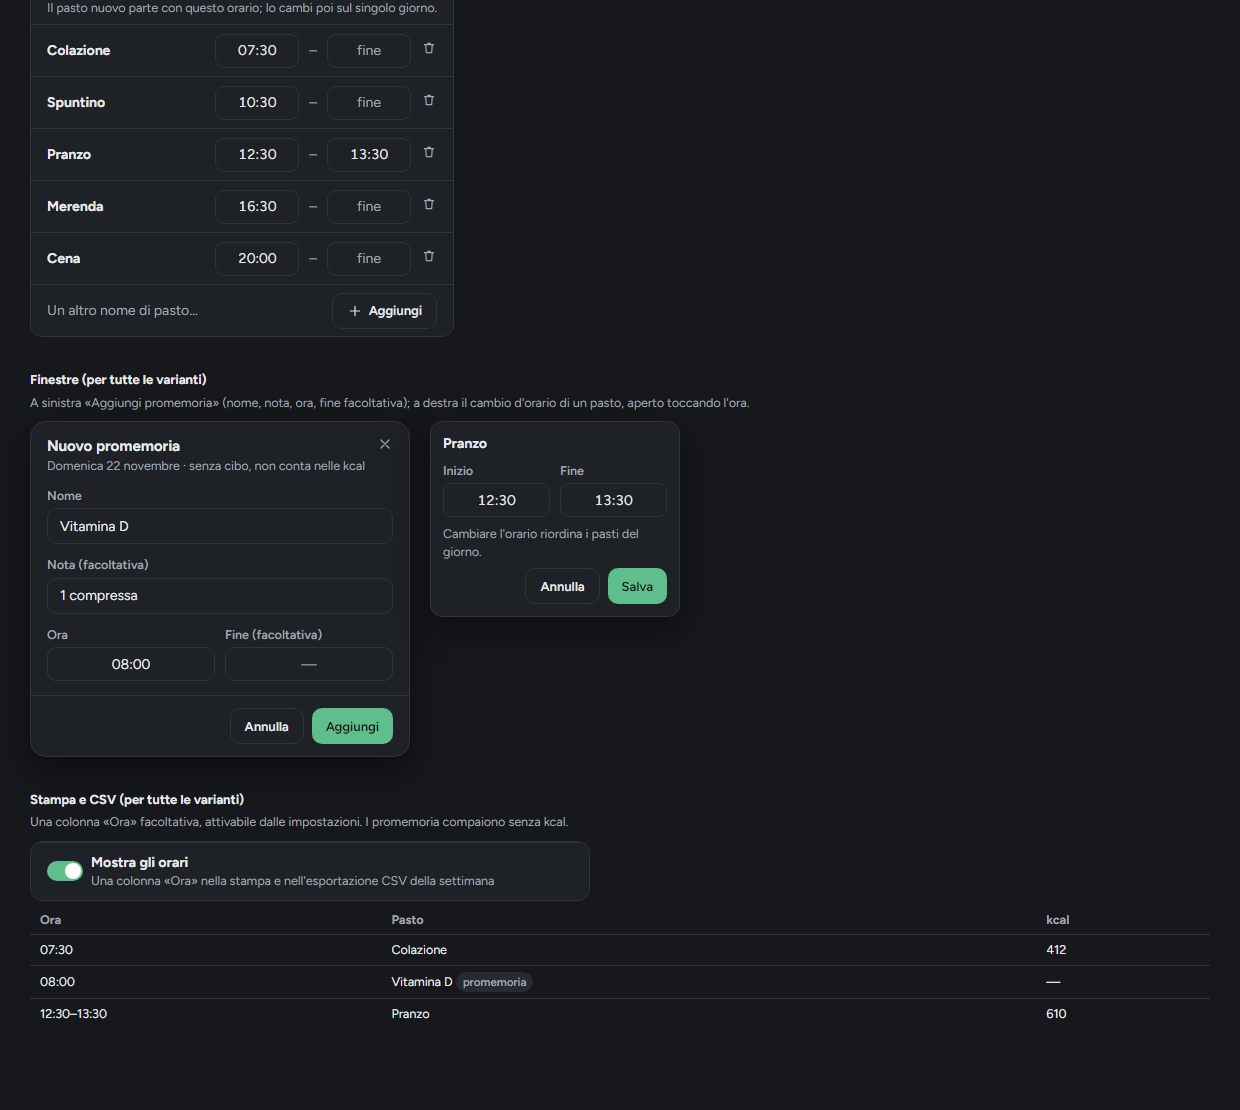 Il pasto nuovo parte con questo orario; lo cambi poi sul singolo giorno.
Colazione 07:30 – fine
Spuntino 10:30 – fine
Pranzo 12:30 – 13:30
Merenda 16:30 – fine
Cena 20:00 – fine
Un altro nome di pasto... + Aggiungi
Finestre (per tutte le varianti)
A sinistra «Aggiungi promemoria» (nome, nota, ora, fine facoltativa); a destra il cambio d'orario di un pasto, aperto toccando l'ora.
Nuovo promemoria
Domenica 22 novembre · senza cibo, non conta nelle kcal
Nome
Vitamina D
Nota (facoltativa)
1 compressa
Ora Fine (facoltativa)
08:00 —
Annulla Aggiungi
Pranzo
Inizio Fine
12:30 13:30
Cambiare l'orario riordina i pasti del
giorno.
Annulla Salva
Stampa e CSV (per tutte le varianti)
Una colonna «Ora» facoltativa, attivabile dalle impostazioni. I promemoria compaiono senza kcal.
Mostra gli orari
Una colonna «Ora» nella stampa e nell'esportazione CSV della settimana
Ora Pasto kcal
07:30 Colazione 412
08:00 Vitamina D promemoria —
12:30–13:30 Pranzo 610